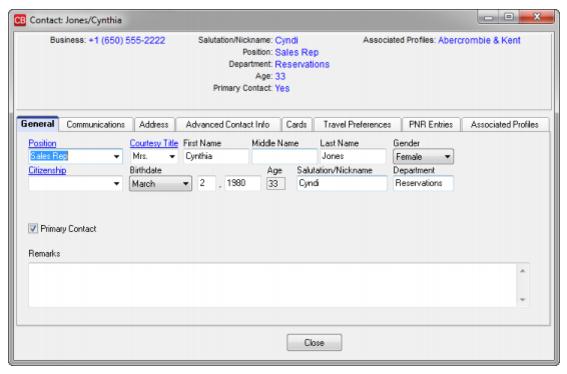 CB Contact: Jones/Cynthia
Business: +1 (650) 555-2222 Salutation/Nickname: Cyndi Associated Profiles: Abercrombie & Kent
Position: Sales Rep
Department: Reservations
Age: 33
Primary Contact: Yes
General Communications Address Advanced Contact Info Cards Travel Preferences PNR Entries Associated Profiles
Position Courtesy Title First Name Middle Name Last Name Gender
Sales Rep Mrs. Cynthia Jones Female
Citizenship Birthdate Age Salutation/Nickname Department
March 2 , 1980 33 Cyndi Reservations
Primary Contact
Remarks
Close